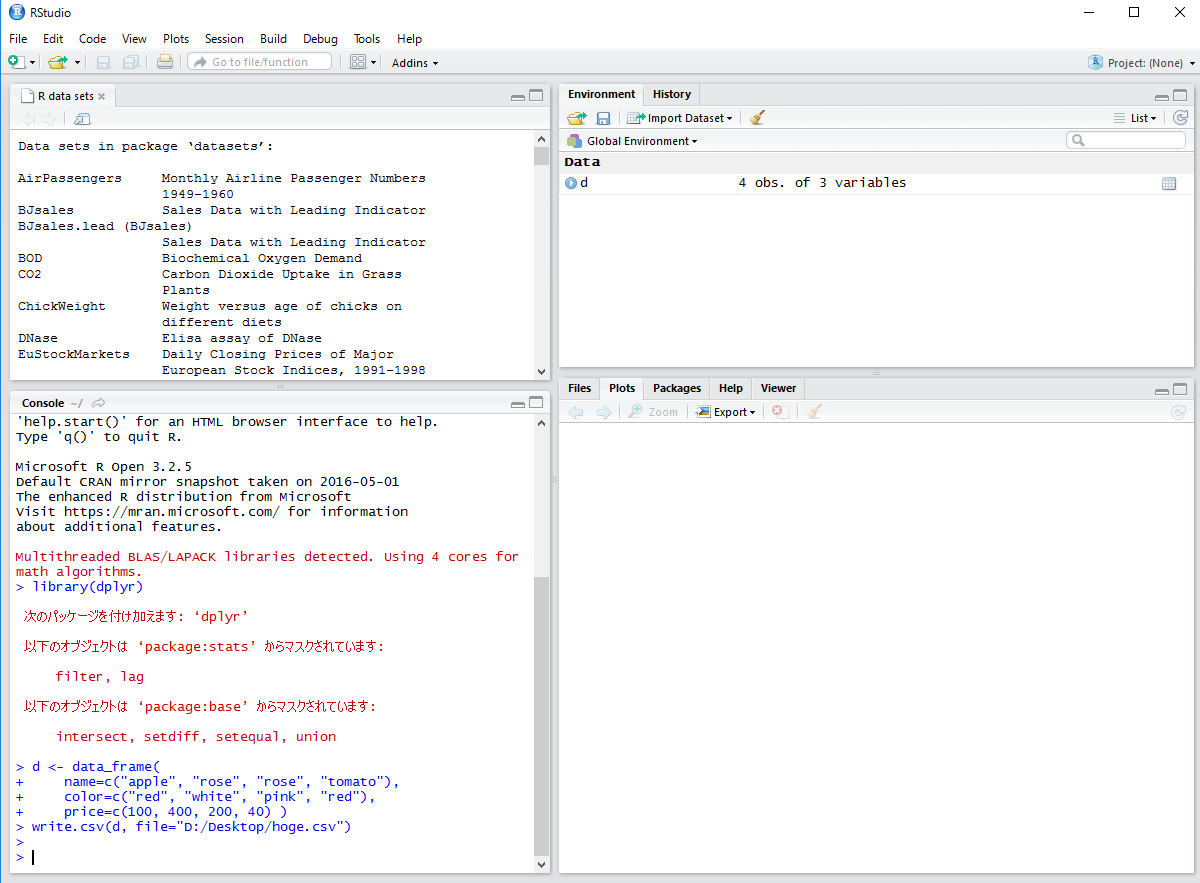 RStudio
File Edit Code View Plots Session Build Debug Tools Help
Go to file/function
Addins
Project: (None)
R data sets
Data sets in package ‘datasets’:
AirPassengers Monthly Airline Passenger Numbers
1949-1960
BJsales Sales Data with Leading Indicator
BJsales.lead (BJsales)
Sales Data with Leading Indicator
BOD Biochemical Oxygen Demand
CO2 Carbon Dioxide Uptake in Grass
Plants
ChickWeight Weight versus age of chicks on
different diets
DNase Elisa assay of DNase
EuStockMarkets Daily Closing Prices of Major
European Stock Indices, 1991-1998
Console ~/
'help.start()' for an HTML browser interface to help.
Type 'q()' to quit R.
Microsoft R Open 3.2.5
Default CRAN mirror snapshot taken on 2016-05-01
The enhanced R distribution from Microsoft
Visit https://mran.microsoft.com/ for information
about additional features.
Multithreaded BLAS/LAPACK libraries detected. Using 4 cores for
math algorithms.
> library(dplyr)
次のパッケージを付け加えます: ‘dplyr’
以下のオブジェクトは ‘package:stats’ からマスクされています:
filter, lag
以下のオブジェクトは ‘package:base’ からマスクされています:
intersect, setdiff, setequal, union
> d <- data_frame(
+ name=c("apple", "rose", "rose", "tomato"),
+ color=c("red", "white", "pink", "red"),
+ price=c(100, 400, 200, 40) )
> write.csv(d, file="D:/Desktop/hoge.csv")
>
>
Environment History
Import Dataset
List
Global Environment
Data
d 4 obs. of 3 variables
Files Plots Packages Help Viewer
Zoom Export